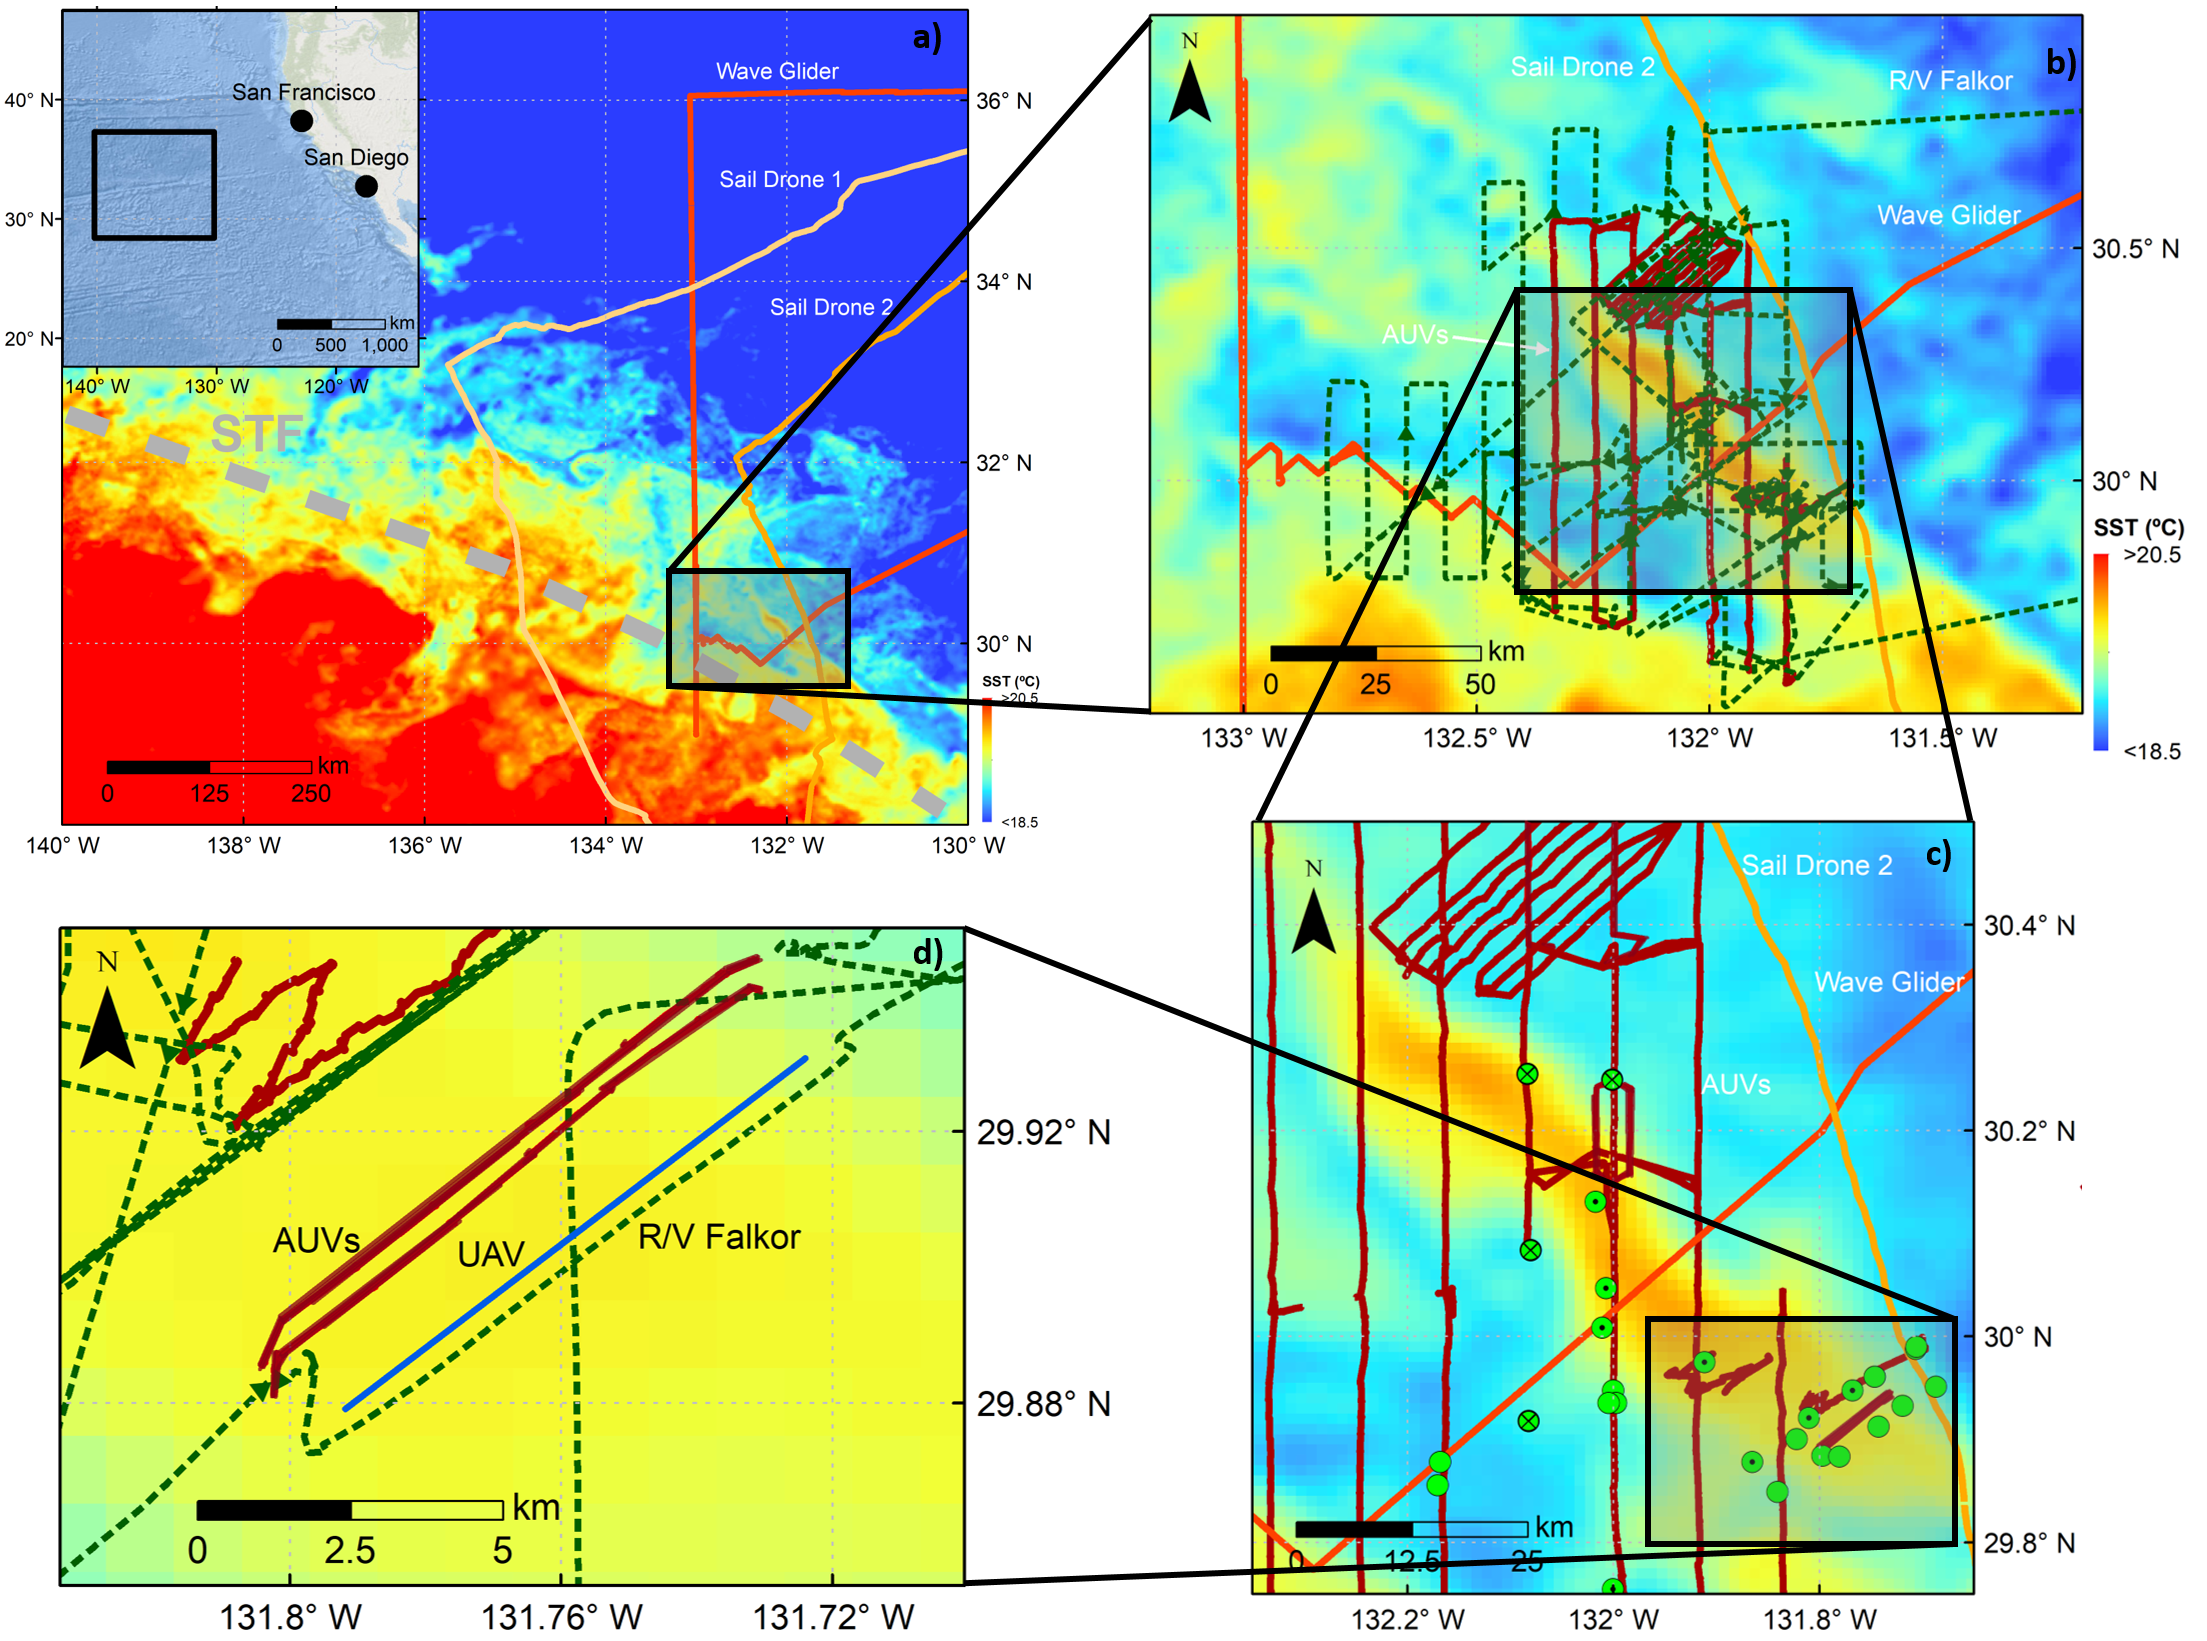 a)
San Francisco
San Diego
km
0 500 1,000
40° N
30° N
20° N
140° W 130° W 120° W
Wave Glider
Sail Drone 1
Sail Drone 2
STF
36° N
34° N
32° N
30° N
SST (ºC)
>20.5
<18.5
km
0 125 250
140° W 138° W 136° W 134° W 132° W 130° W
b)
N
Sail Drone 2
R/V Falkor
Wave Glider
AUVs
km
0 25 50
30.5° N
30° N
SST (ºC)
>20.5
<18.5
133° W 132.5° W 132° W 131.5° W
c)
N
Sail Drone 2
Wave Glider
AUVs
km
0 12.5 25
30.4° N
30.2° N
30° N
29.8° N
132.2° W 132° W 131.8° W
d)
N
AUVs
UAV
R/V Falkor
km
0 2.5 5
29.92° N
29.88° N
131.8° W 131.76° W 131.72° W